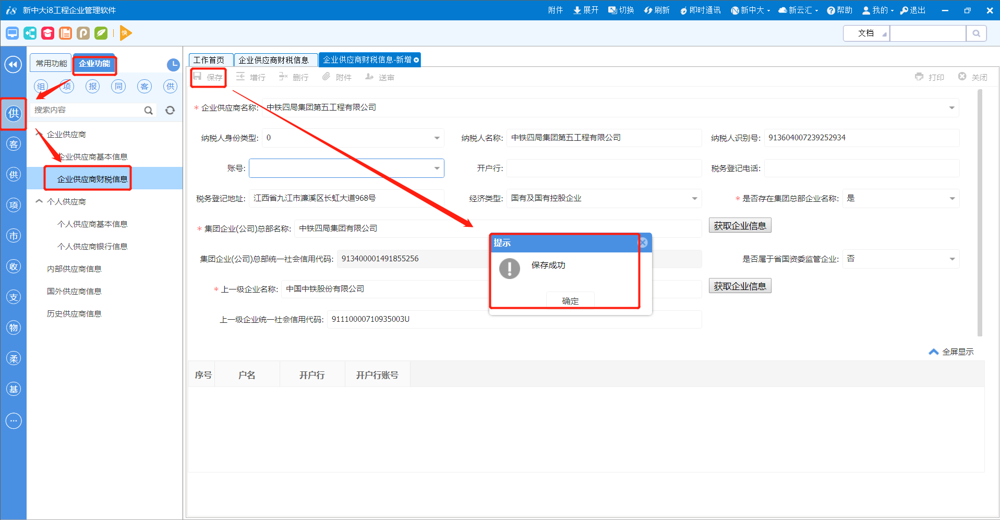 i8 新中大i8工程企业管理软件 附件 展开 切换 刷新 即时通讯 新中大 新云汇 帮助 我的 退出
快 文档
常用功能 企业功能
组 项 报 同 客 供
搜索内容
企业供应商
企业供应商基本信息
企业供应商财税信息
个人供应商
个人供应商基本信息
个人供应商银行信息
内部供应商信息
国外供应商信息
历史供应商信息
供
客
供
项
市
收
支
物
柔
基
工作首页 企业供应商财税信息 企业供应商财税信息-新增
保存 增行 删行 附件 送审 打印 关闭
* 企业供应商名称: 中铁四局集团第五工程有限公司
纳税人身份类型: 0 纳税人名称: 中铁四局集团第五工程有限公司 纳税人识别号: 913604007239252934
账号: 开户行: 税务登记电话:
税务登记地址: 江西省九江市濂溪区长虹大道968号 经济类型: 国有及国有控股企业 * 是否存在集团总部企业名称: 是
* 集团企业(公司)总部名称: 中铁四局集团有限公司 获取企业信息
集团企业(公司)总部统一社会信用代码: 913400001491855256 是否属于省国资委监管企业: 否
* 上一级企业名称: 中国中铁股份有限公司 获取企业信息
上一级企业统一社会信用代码: 91110000710935003U
提示
保存成功
确定
全屏显示
序号 户名 开户行 开户行账号